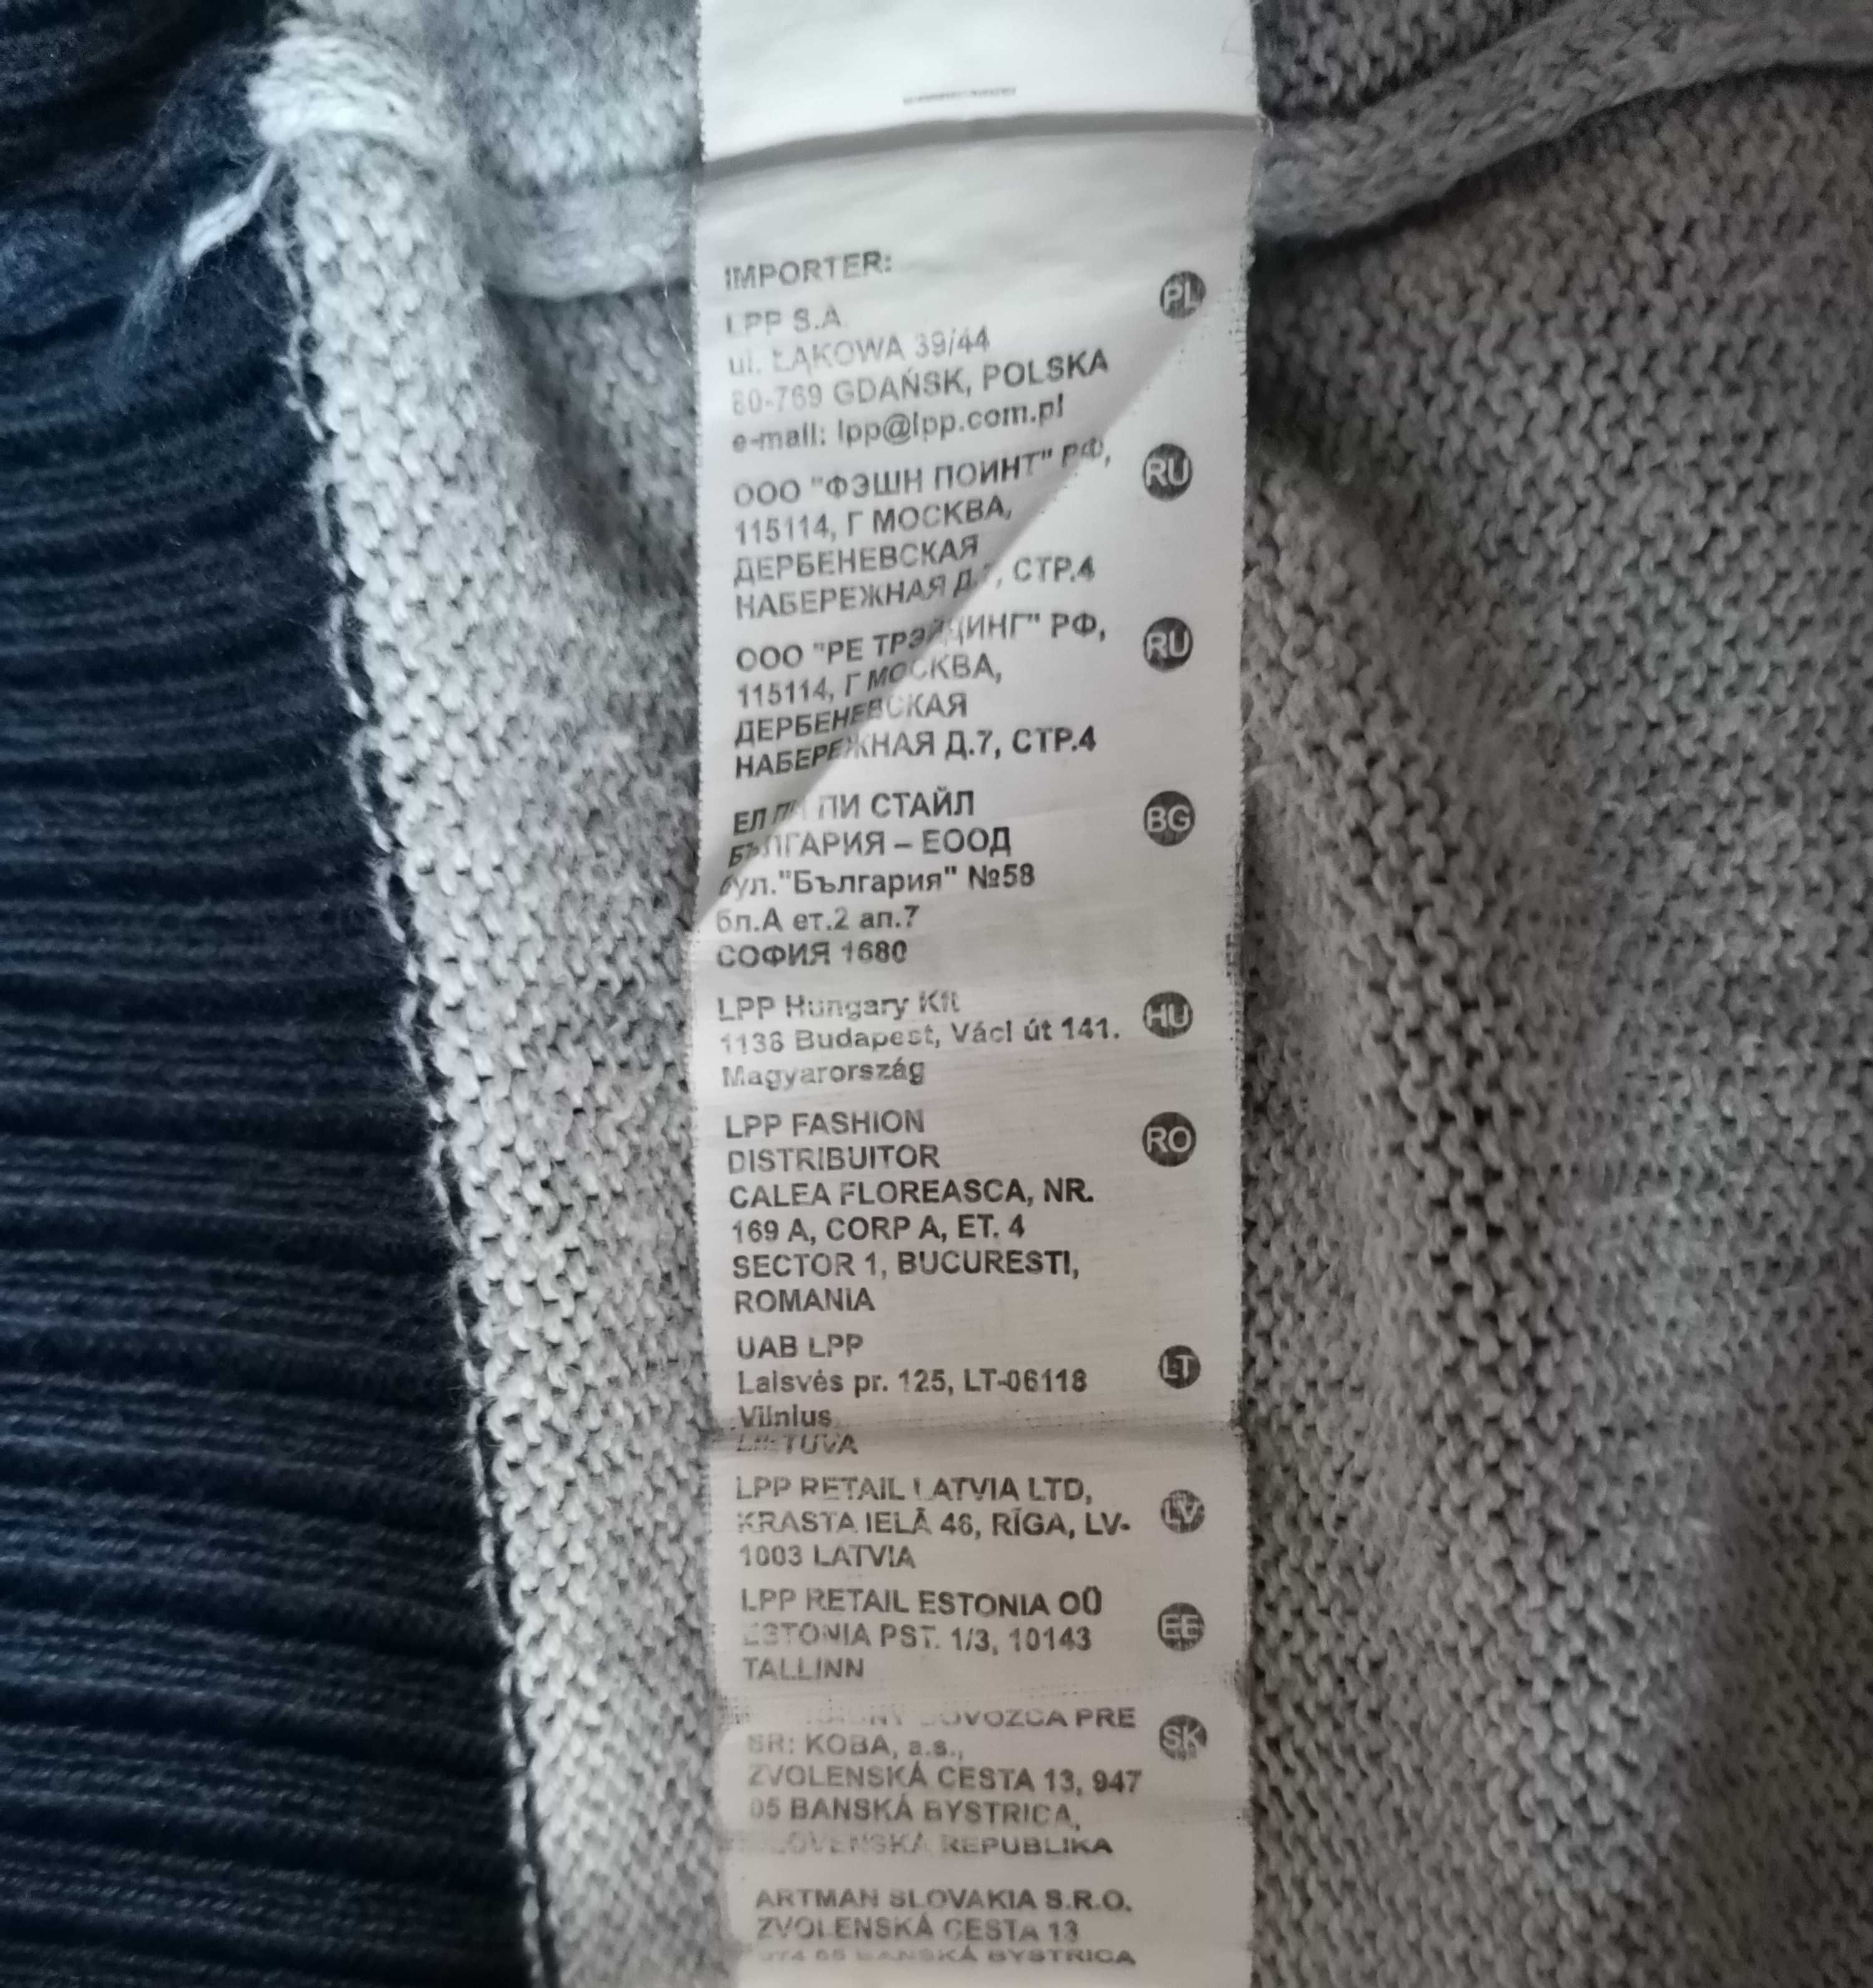 IMPORTER:
LPP S.A.
PL
ul. ŁĄKOWA 39/44
80-769 GDAŃSK, POLSKA
e-mail: lpp@lpp.com.pl
ООО "ФЭШН ПОИНТ" РФ,
RU
115114, Г МОСКВА,
ДЕРБЕНЕВСКАЯ
НАБЕРЕЖНАЯ Д. , СТР.4
ООО "РЕ ТРЭЙДИНГ" РФ,
RU
115114, Г МОСКВА,
ДЕРБЕНЕВСКАЯ
НАБЕРЕЖНАЯ Д.7, СТР.4
ЕЛ ПИ ПИ СТАЙЛ
BG
БЪЛГАРИЯ – ЕООД
бул."България" №58
бл.А ет.2 ап.7
СОФИЯ 1680
LPP Hungary Kft
HU
1138 Budapest, Váci út 141.
Magyarország
LPP FASHION
RO
DISTRIBUITOR
CALEA FLOREASCA, NR.
169 A, CORP A, ET. 4
SECTOR 1, BUCURESTI,
ROMANIA
UAB LPP
LT
Laisvės pr. 125, LT-06118
Vilnius
LIETUVA
LPP RETAIL LATVIA LTD,
LV
KRASTA IELĀ 46, RĪGA, LV-
1003 LATVIA
LPP RETAIL ESTONIA OÜ
EE
ESTONIA PST. 1/3, 10143
TALLINN
DOVOZCA PRE
SK
SR: KOBA, a.s.,
ZVOLENSKÁ CESTA 13, 947
05 BANSKÁ BYSTRICA,
SLOVENSKÁ REPUBLIKA
ARTMAN SLOVAKIA S.R.O.
ZVOLENSKÁ CESTA 13
05 BANSKÁ BYSTRICA